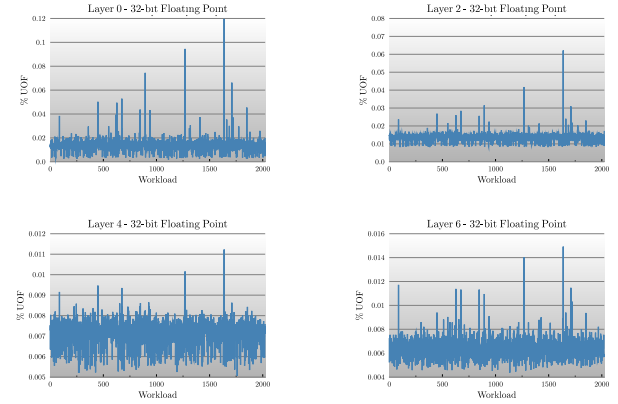 Layer 0 - 32-bit Floating Point
0.12
0.1
0.08
0.06
0.04
0.02
0.0
% UOF
0 500 1000 1500 2000
Workload
Layer 2 - 32-bit Floating Point
0.08
0.07
0.06
0.05
0.04
0.03
0.02
0.01
0.0
% UOF
0 500 1000 1500 2000
Workload
Layer 4 - 32-bit Floating Point
0.012
0.011
0.01
0.009
0.008
0.007
0.006
0.005
% UOF
0 500 1000 1500 2000
Workload
Layer 6 - 32-bit Floating Point
0.016
0.014
0.012
0.01
0.008
0.006
0.004
% UOF
0 500 1000 1500 2000
Workload